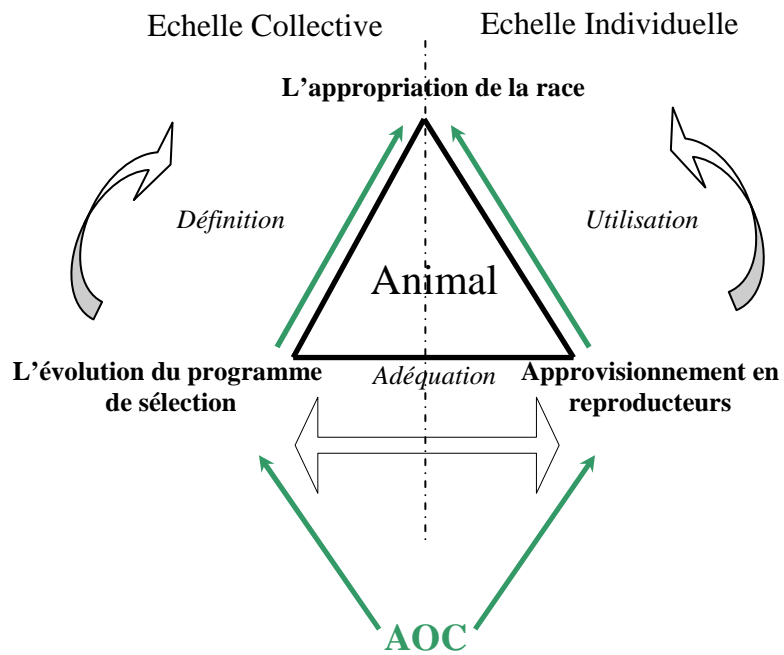 Echelle Collective
Echelle Individuelle
L’appropriation de la race
Définition
Utilisation
Animal
L’évolution du programme
de sélection
Adéquation
Approvisionnement en
reproducteurs
AOC